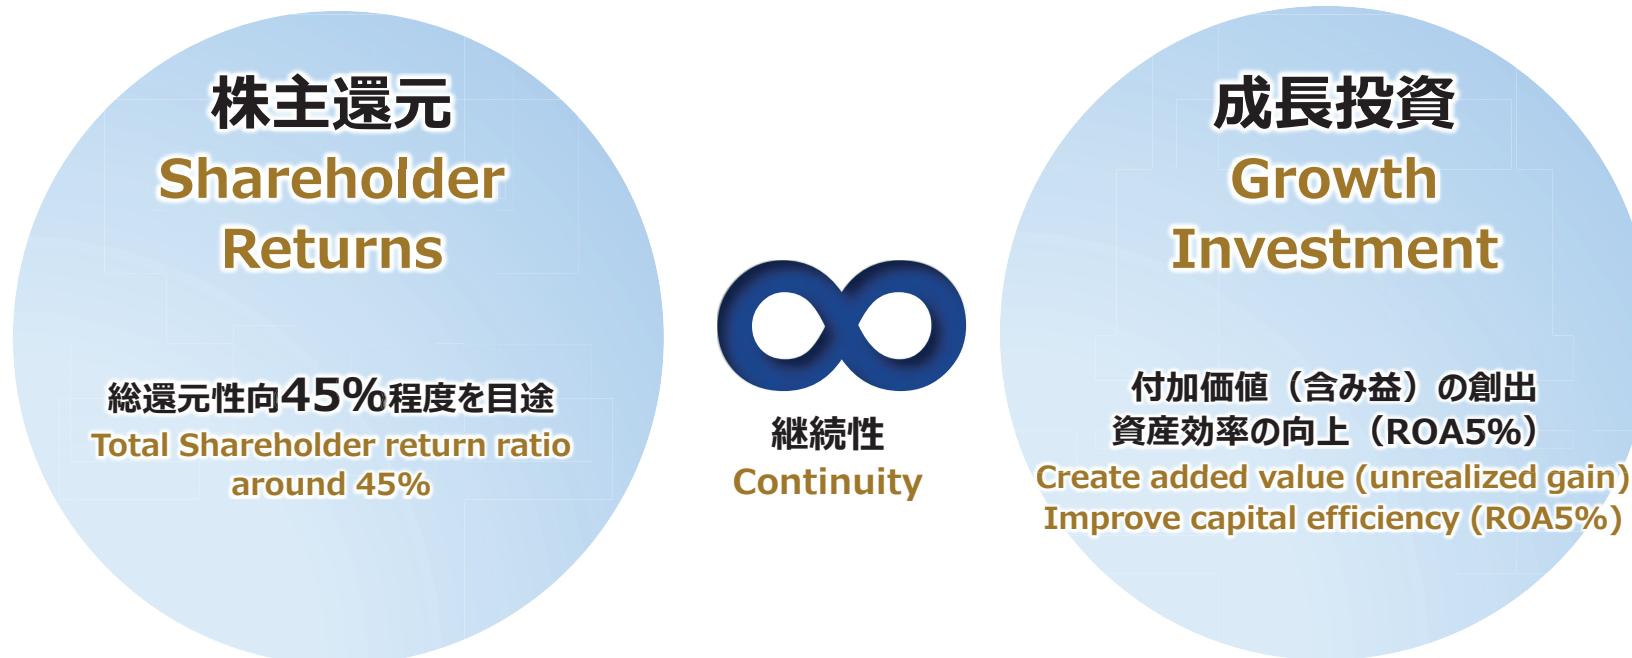 株主還元
Shareholder
Returns
総還元性向45%程度を目途
Total Shareholder return ratio
around 45%
継続性
Continuity
成長投資
Growth
Investment
付加価値（含み益）の創出
資産効率の向上（ROA5%）
Create added value (unrealized gain)
Improve capital efficiency (ROA5%)